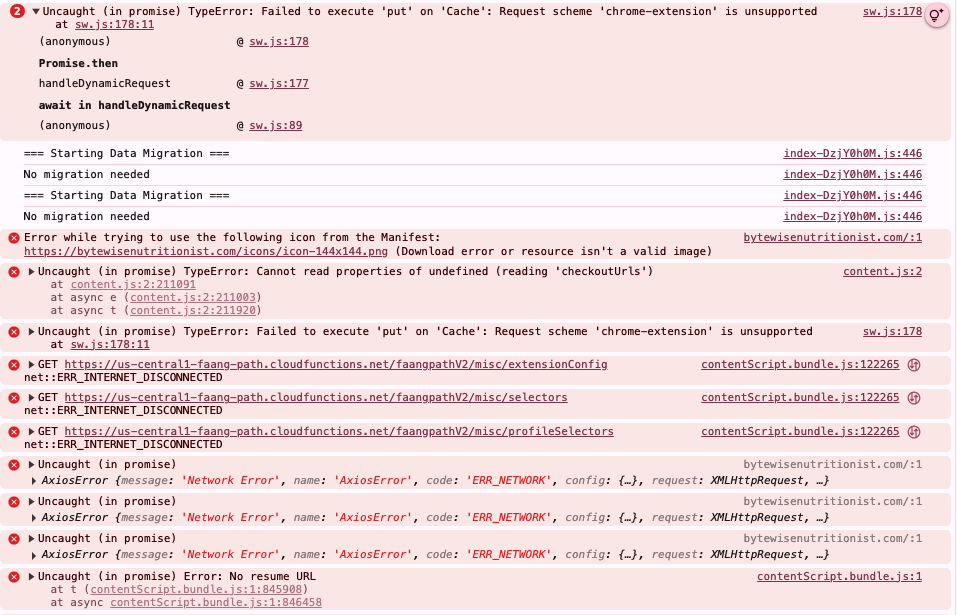 2 Uncaught (in promise) TypeError: Failed to execute 'put' on 'Cache': Request scheme 'chrome-extension' is unsupported sw.js:178
at sw.js:178:11
(anonymous) @ sw.js:178
Promise.then
handleDynamicRequest @ sw.js:177
await in handleDynamicRequest
(anonymous) @ sw.js:89
=== Starting Data Migration === index-DzjY0h0M.js:446
No migration needed index-DzjY0h0M.js:446
=== Starting Data Migration === index-DzjY0h0M.js:446
No migration needed index-DzjY0h0M.js:446
Error while trying to use the following icon from the Manifest: bytewisenutritionist.com/:1
https://bytewisenutritionist.com/icons/icon-144x144.png (Download error or resource isn't a valid image)
Uncaught (in promise) TypeError: Cannot read properties of undefined (reading 'checkoutUrls') content.js:2
at content.js:2:211091
at async e (content.js:2:211003)
at async t (content.js:2:211920)
Uncaught (in promise) TypeError: Failed to execute 'put' on 'Cache': Request scheme 'chrome-extension' is unsupported sw.js:178
at sw.js:178:11
GET https://us-central1-faang-path.cloudfunctions.net/faangpathV2/misc/extensionConfig contentScript.bundle.js:122265
net::ERR_INTERNET_DISCONNECTED
GET https://us-central1-faang-path.cloudfunctions.net/faangpathV2/misc/selectors contentScript.bundle.js:122265
net::ERR_INTERNET_DISCONNECTED
GET https://us-central1-faang-path.cloudfunctions.net/faangpathV2/misc/profileSelectors contentScript.bundle.js:122265
net::ERR_INTERNET_DISCONNECTED
Uncaught (in promise) bytewisenutritionist.com/:1
AxiosError {message: 'Network Error', name: 'AxiosError', code: 'ERR_NETWORK', config: {…}, request: XMLHttpRequest, …}
Uncaught (in promise) bytewisenutritionist.com/:1
AxiosError {message: 'Network Error', name: 'AxiosError', code: 'ERR_NETWORK', config: {…}, request: XMLHttpRequest, …}
Uncaught (in promise) bytewisenutritionist.com/:1
AxiosError {message: 'Network Error', name: 'AxiosError', code: 'ERR_NETWORK', config: {…}, request: XMLHttpRequest, …}
Uncaught (in promise) Error: No resume URL contentScript.bundle.js:1
at t (contentScript.bundle.js:1:845908)
at async contentScript.bundle.js:1:846458